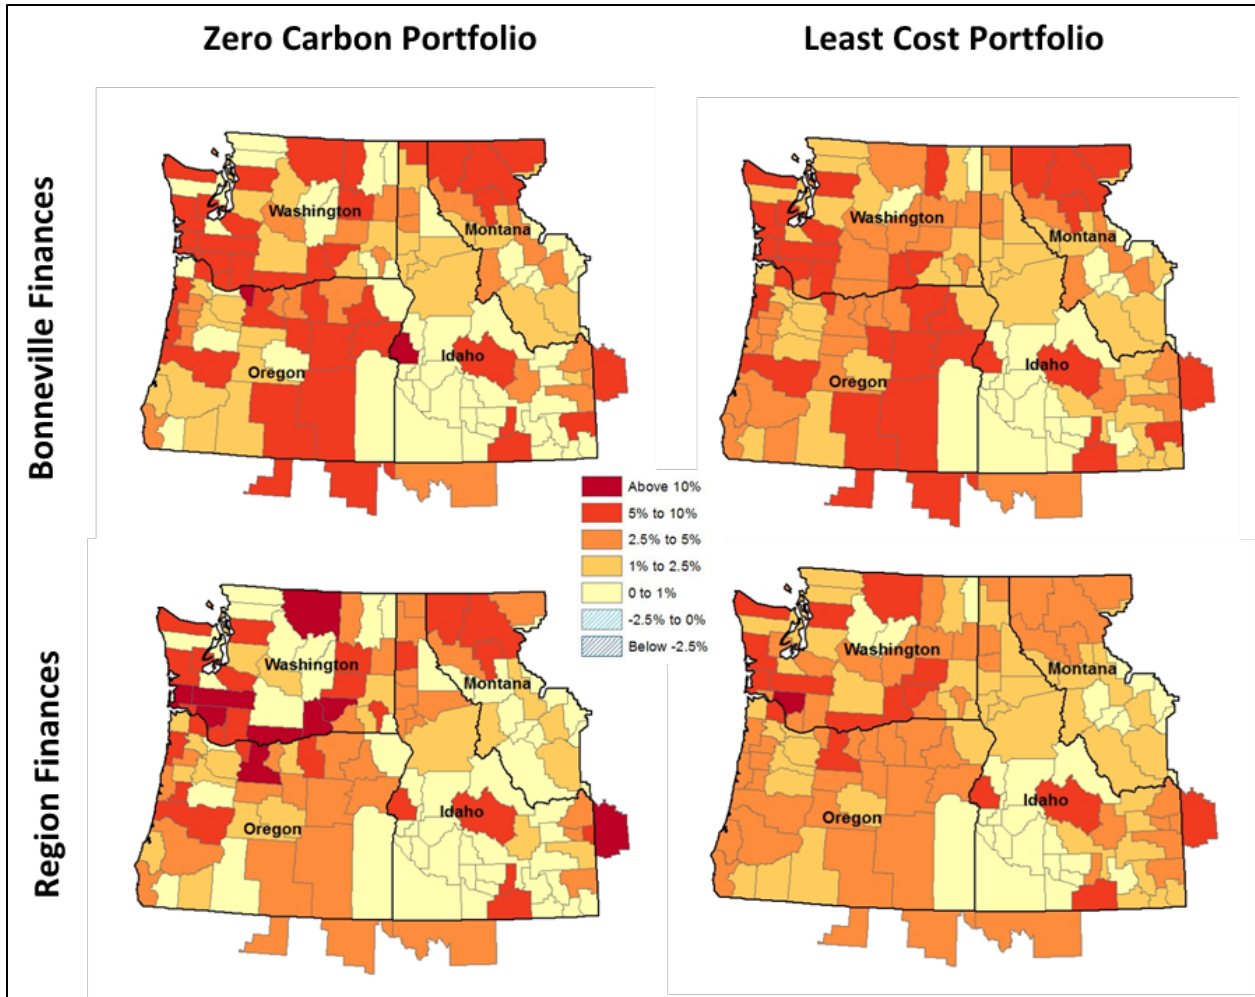 Zero Carbon Portfolio
Least Cost Portfolio
Bonneville Finances
Washington
Montana
Idaho
Oregon
Washington
Montana
Idaho
Oregon
Above 10%
5% to 10%
2.5% to 5%
1% to 2.5%
0 to 1%
-2.5% to 0%
Below -2.5%
Region Finances
Washington
Montana
Idaho
Oregon
Washington
Montana
Idaho
Oregon